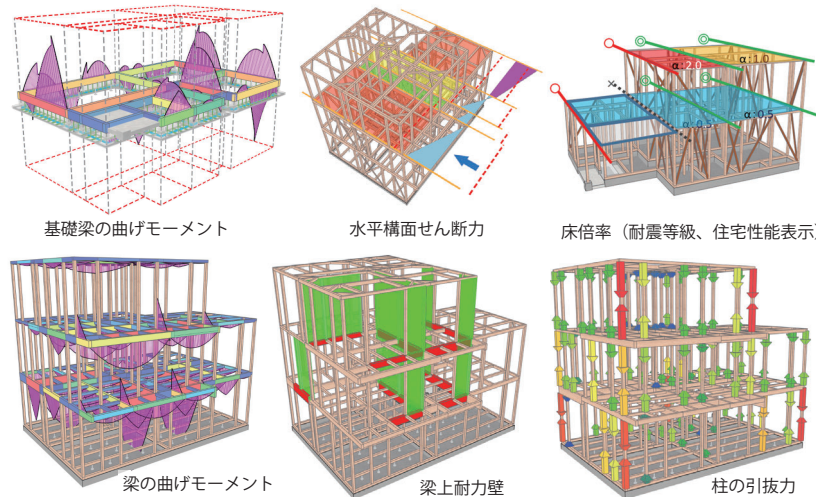 α:2.0
α:1.0
α:0.5
α:0.5
基礎梁の曲げモーメント
水平構面せん断力
床倍率（耐震等級、住宅性能表示）
梁の曲げモーメント
梁上耐力壁
柱の引抜力